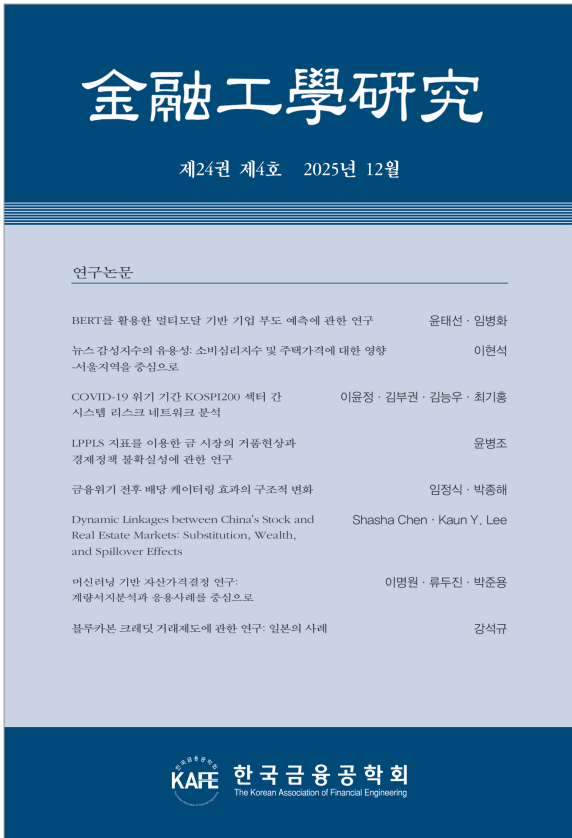 金融工學硏究
제24권 제4호 2025년 12월
연구논문
BERT를 활용한 멀티모달 기반 기업 부도 예측에 관한 연구 윤태선 · 임병화
뉴스 감성지수의 유용성: 소비심리지수 및 주택가격에 대한 영향 이현석
-서울지역을 중심으로
COVID-19 위기 기간 KOSPI200 섹터 간 이윤정 · 김부권 · 김능우 · 최기홍
시스템 리스크 네트워크 분석
LPPLS 지표를 이용한 금 시장의 거품현상과 윤병조
경제정책 불확실성에 관한 연구
금융위기 전후 배당 케이터링 효과의 구조적 변화 임정식 · 박종해
Dynamic Linkages between China's Stock and Shasha Chen · Kaun Y. Lee
Real Estate Markets: Substitution, Wealth,
and Spillover Effects
머신러닝 기반 자산가격결정 연구: 이명원 · 류두진 · 박준용
계량서지분석과 응용사례를 중심으로
블루카본 크레딧 거래제도에 관한 연구: 일본의 사례 강석규
한국금융공학회
KAFE 한국금융공학회
The Korean Association of Financial Engineering